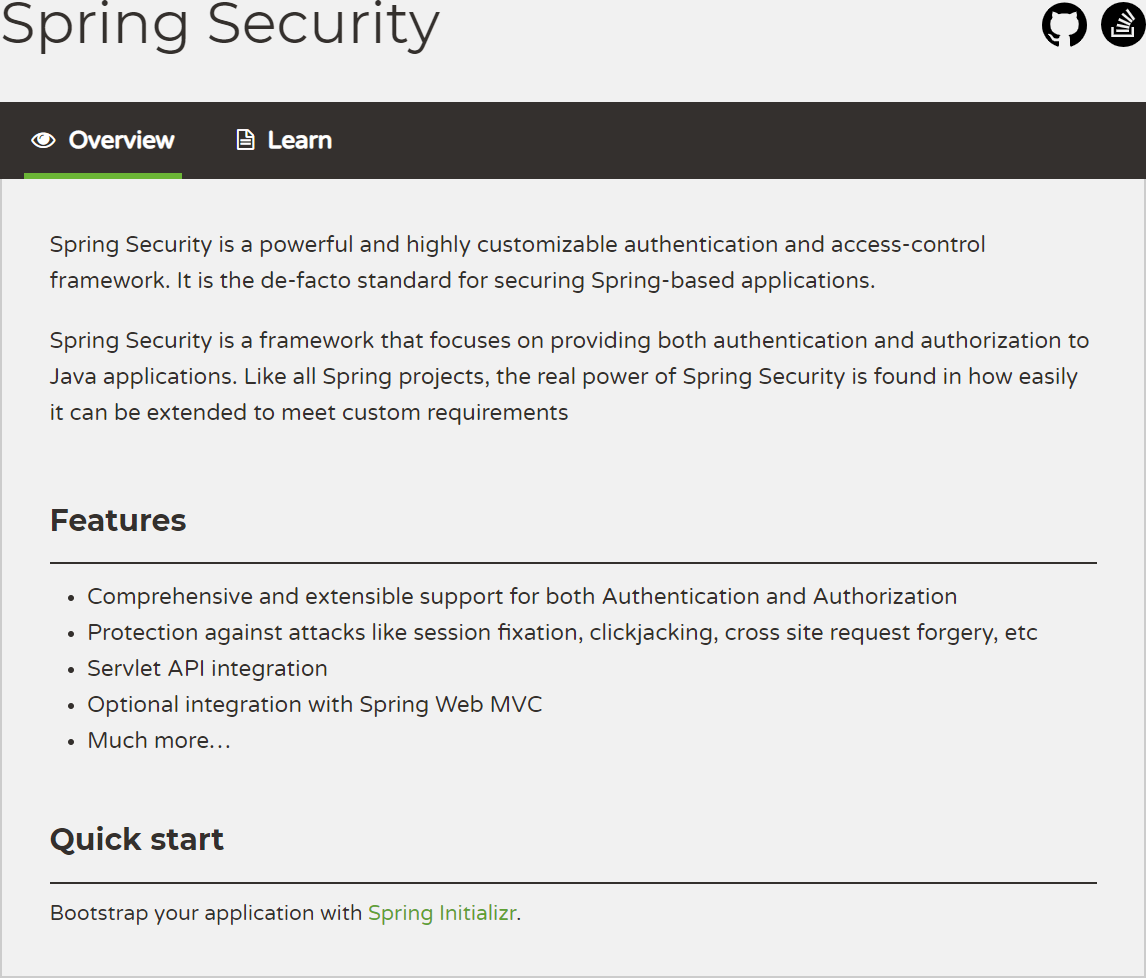 Spring Security
Overview
Learn
Spring Security is a powerful and highly customizable authentication and access-control
framework. It is the de-facto standard for securing Spring-based applications.
Spring Security is a framework that focuses on providing both authentication and authorization to
Java applications. Like all Spring projects, the real power of Spring Security is found in how easily
it can be extended to meet custom requirements
Features
• Comprehensive and extensible support for both Authentication and Authorization
• Protection against attacks like session fixation, clickjacking, cross site request forgery, etc
• Servlet API integration
• Optional integration with Spring Web MVC
• Much more…
Quick start
Bootstrap your application with Spring Initializr.